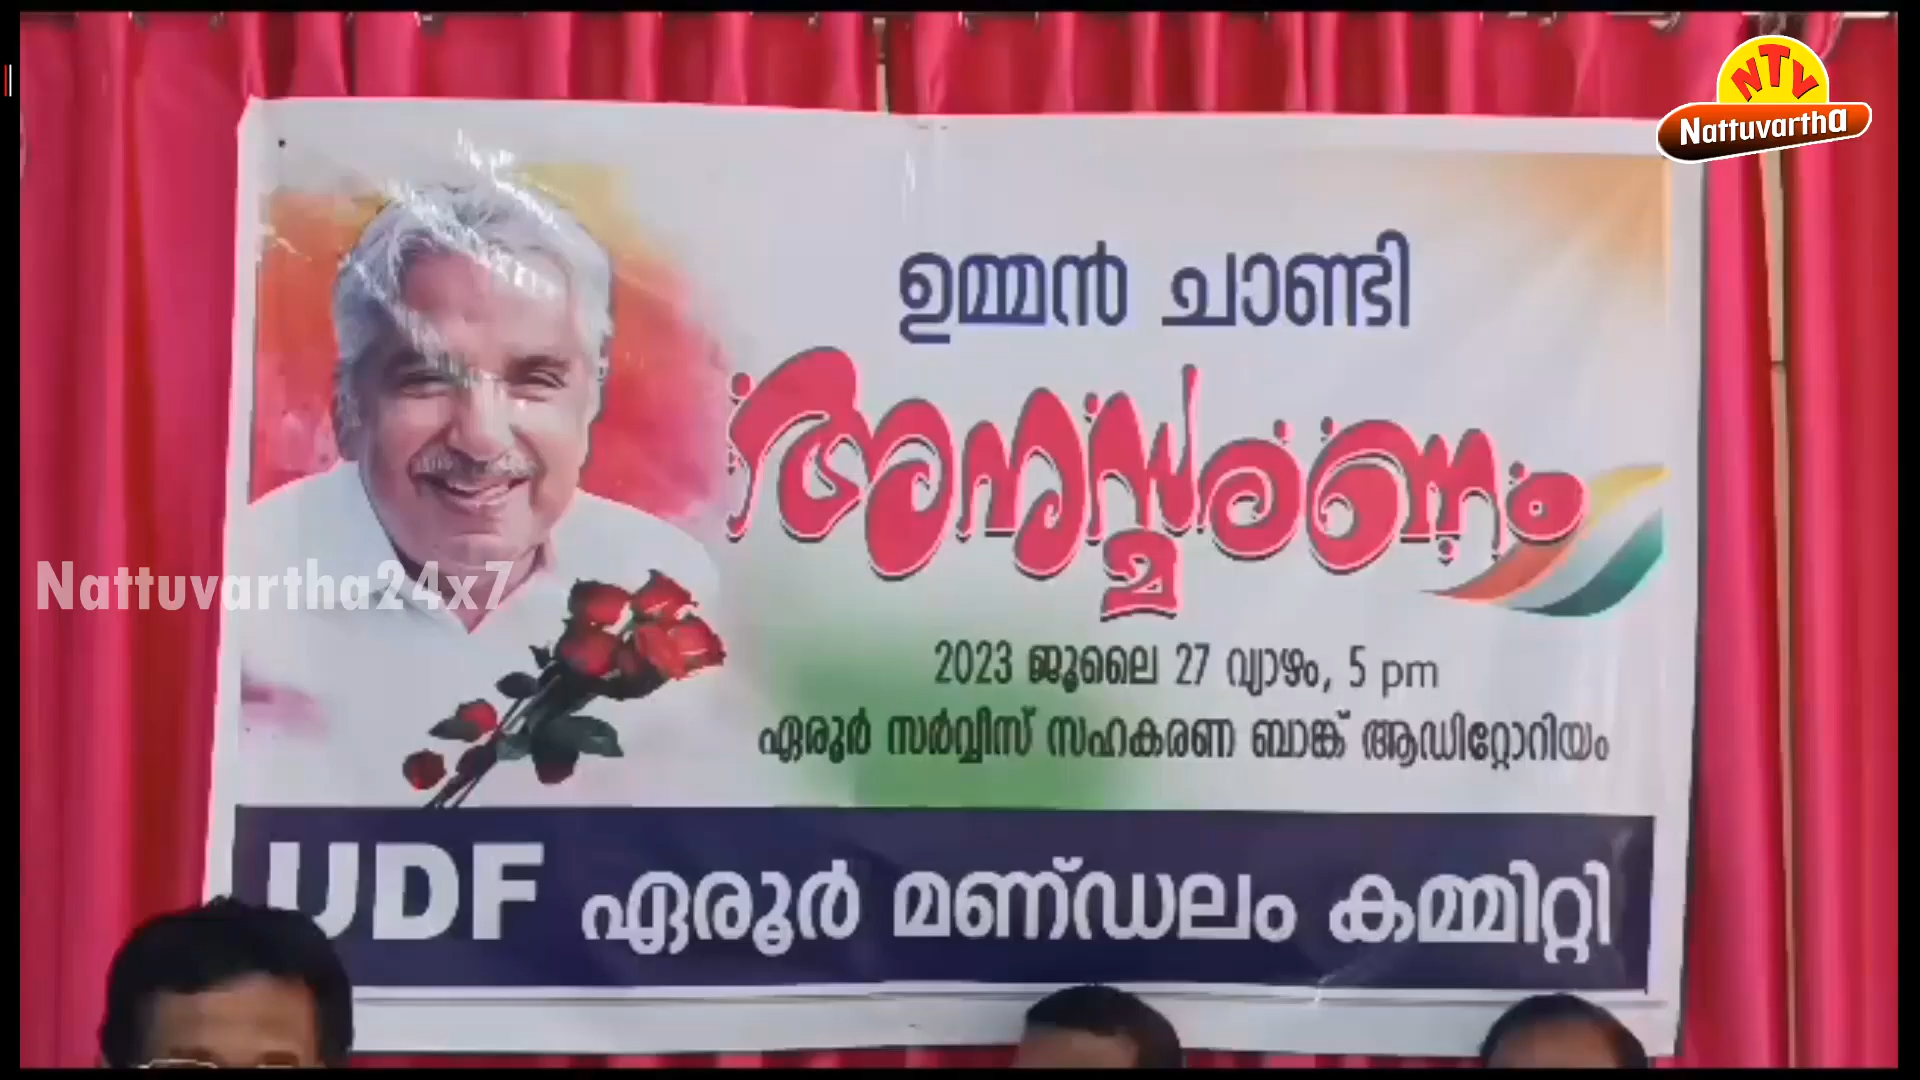 NTV
Nattuvartha
ഉമ്മൻ ചാണ്ടി
അനുസ്മരണം
Nattuvartha24x7
2023 ജൂലൈ 27 വ്യാഴം, 5 pm
ഏരൂർ സർവ്വീസ് സഹകരണ ബാങ്ക് ആഡിറ്റോറിയം
UDF ഏരൂർ മണ്ഡലം കമ്മിറ്റി